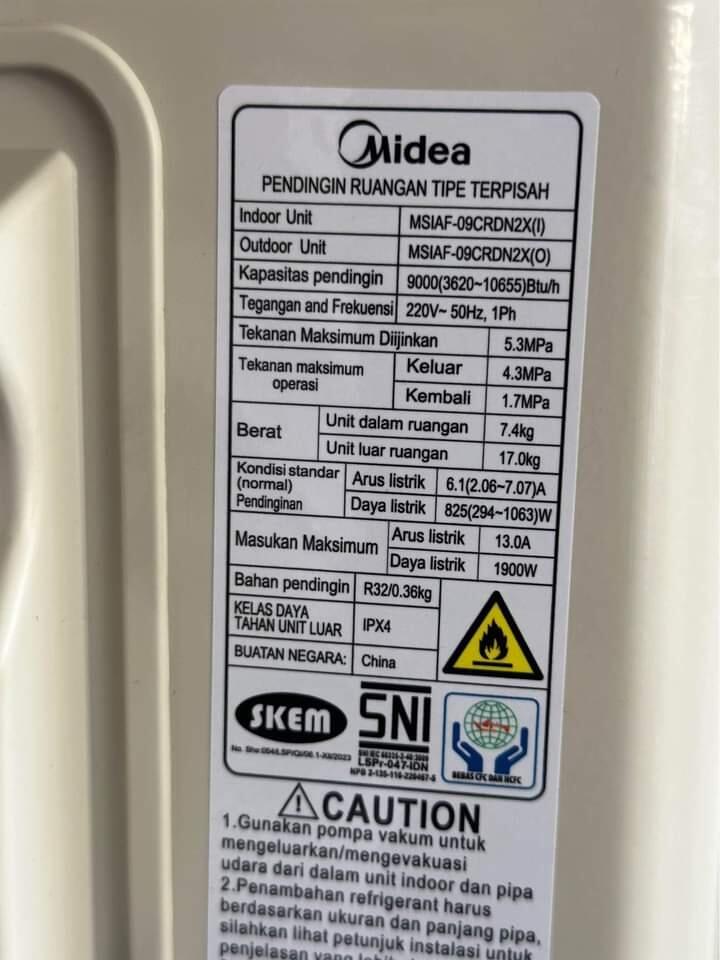 Midea
PENDINGIN RUANGAN TIPE TERPISAH
Indoor Unit MSIAF-09CRDN2X(I)
Outdoor Unit MSIAF-09CRDN2X(O)
Kapasitas pendingin 9000(3620~10655)Btu/h
Tegangan and Frekuensi 220V~ 50Hz, 1Ph
Tekanan Maksimum Diijinkan 5.3MPa
Tekanan maksimum operasi Keluar 4.3MPa
Kembali 1.7MPa
Berat Unit dalam ruangan 7.4kg
Unit luar ruangan 17.0kg
Kondisi standar (normal) Pendinginan Arus listrik 6.1(2.06~7.07)A
Daya listrik 825(294~1063)W
Masukan Maksimum Arus listrik 13.0A
Daya listrik 1900W
Bahan pendingin R32/0.36kg
KELAS DAYA
TAHAN UNIT LUAR IPX4
BUATAN NEGARA: China
SKEM
SNI
LSPr-047-IDN
BEBAS CFC DAN HCFC
CAUTION
1.Gunakan pompa vakum untuk
mengeluarkan/mengevakuasi
udara dari dalam unit indoor dan pipa
2.Penambahan refrigerant harus
berdasarkan ukuran dan panjang pipa,
silahkan lihat petunjuk instalasi untuk
penjelasan yang